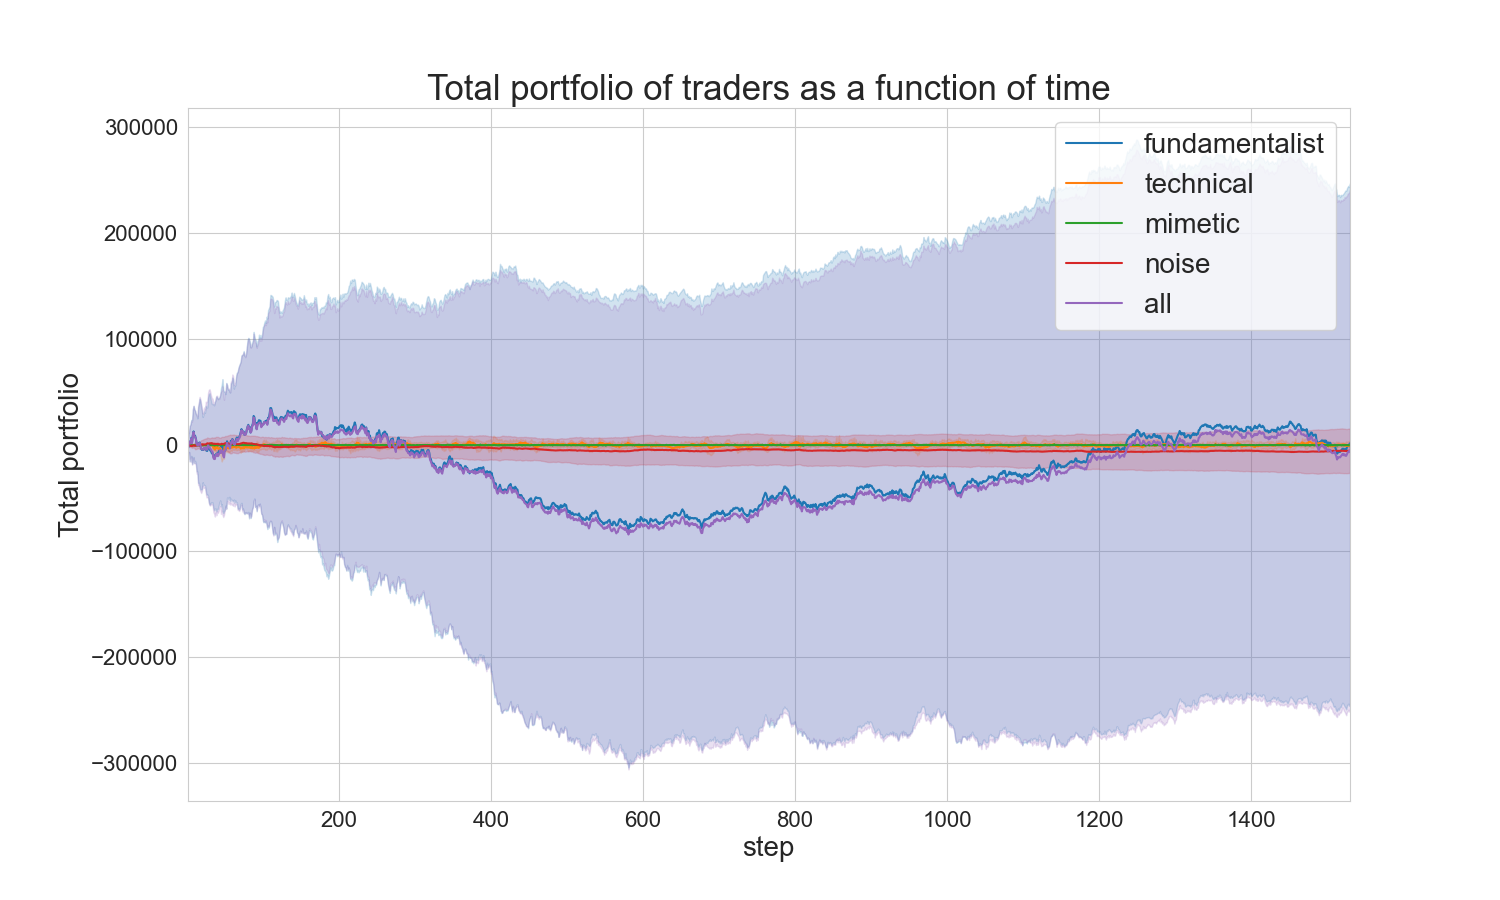 Total portfolio of traders as a function of time
300000
200000
100000
0
−100000
−200000
−300000
Total portfolio
fundamentalist
technical
mimetic
noise
all
200 400 600 800 1000 1200 1400
step